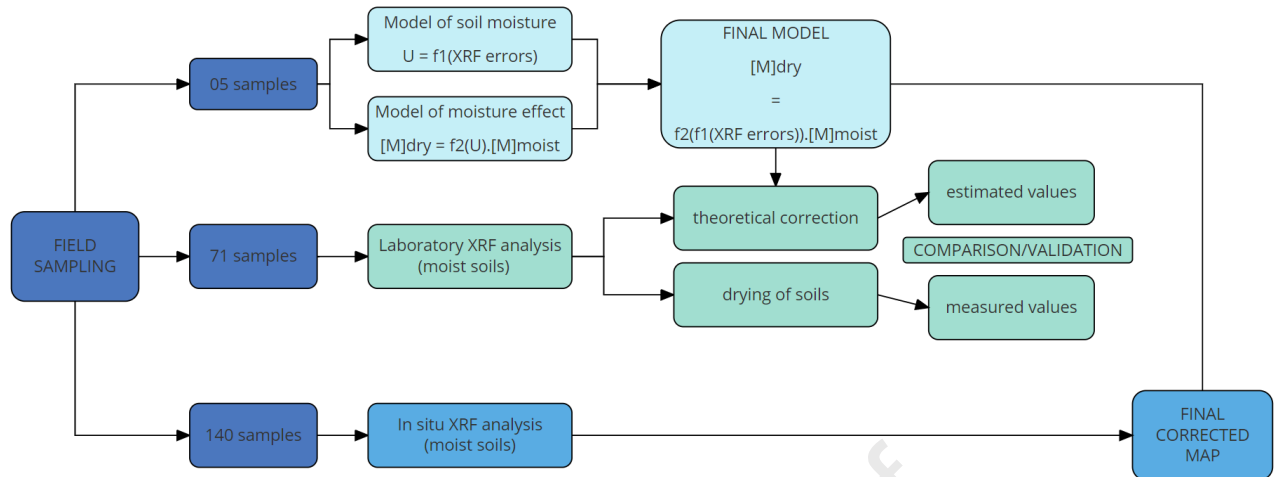 Model of soil moisture
U = f1(XRF errors)
FINAL MODEL
[M]dry
=
f2(f1(XRF errors)).[M]moist
05 samples
Model of moisture effect
[M]dry = f2(U).[M]moist
estimated values
theoretical correction
FIELD
SAMPLING
71 samples
Laboratory XRF analysis
(moist soils)
COMPARISON/VALIDATION
drying of soils
measured values
140 samples
In situ XRF analysis
(moist soils)
FINAL
CORRECTED
MAP